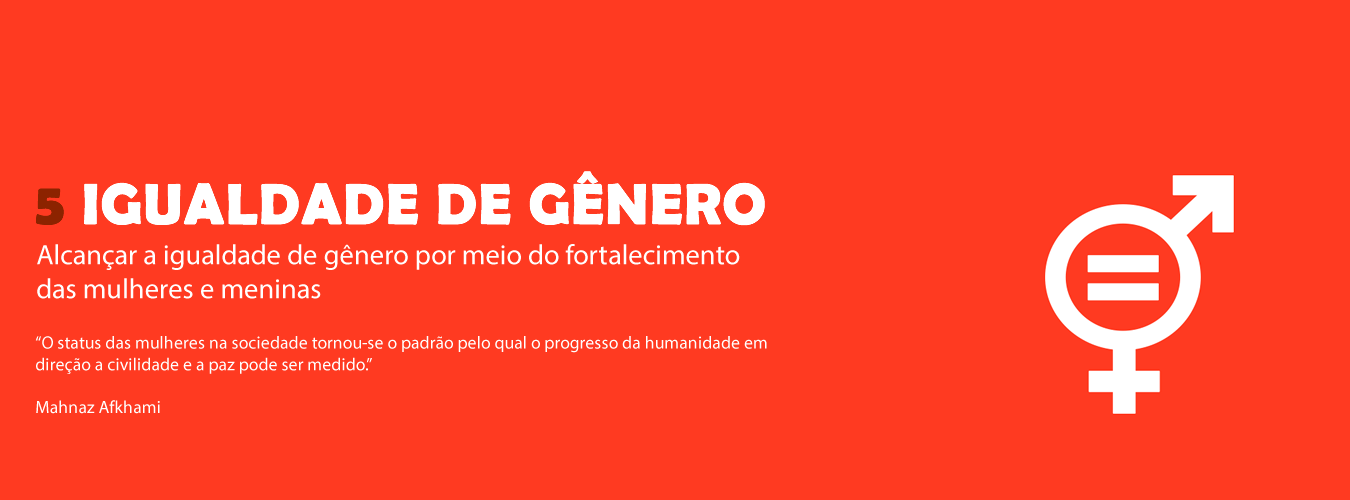 5 IGUALDADE DE GÊNERO
Alcançar a igualdade de gênero por meio do fortalecimento
das mulheres e meninas
“O status das mulheres na sociedade tornou-se o padrão pelo qual o progresso da humanidade em
direção a civilidade e a paz pode ser medido.”
Mahnaz Afkhami